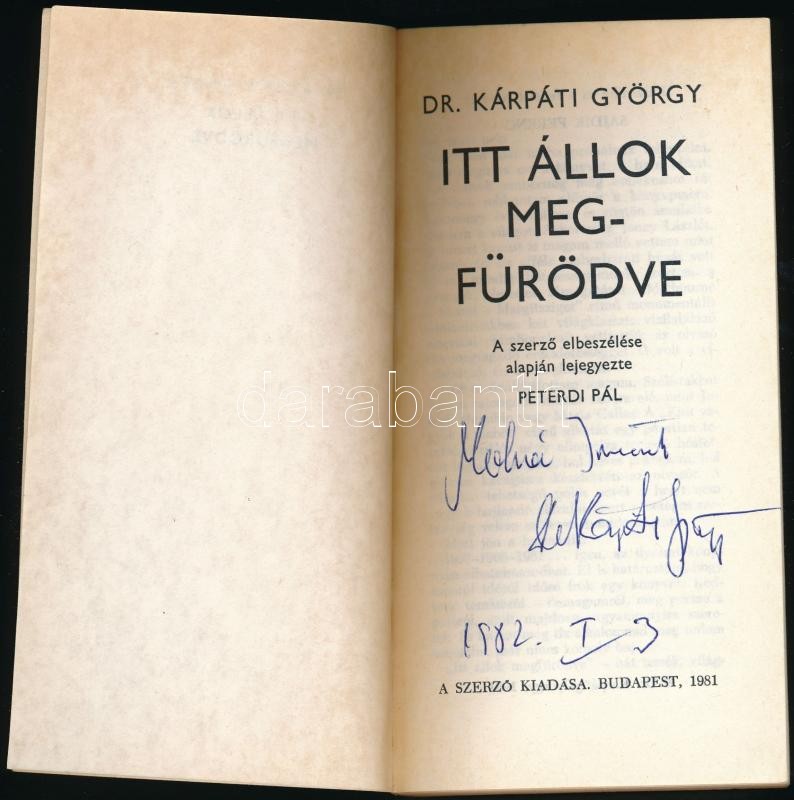 DR. KÁRPÁTI GYÖRGY
ITT ÁLLOK
MEG-
FÜRÖDVE
A szerző elbeszélése
alapján lejegyezte
PETERDI PÁL
darabanth
1982. I 3
A SZERZŐ KIADÁSA. BUDAPEST, 1981